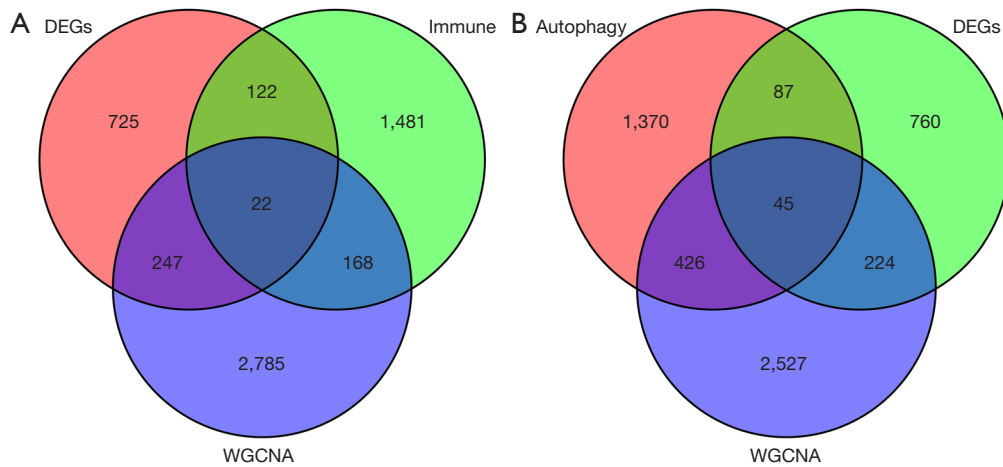 A
DEGs
Immune
122
725
1,481
22
247
168
2,785
WGCNA
B
Autophagy
DEGs
87
1,370
760
45
426
224
2,527
WGCNA